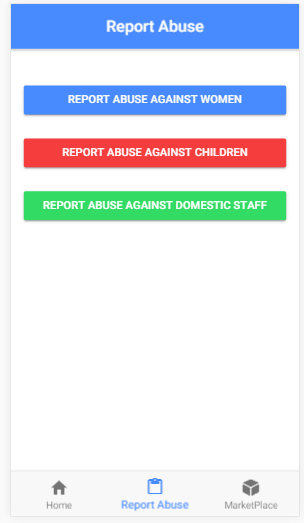 Report Abuse
REPORT ABUSE AGAINST WOMEN
REPORT ABUSE AGAINST CHILDREN
REPORT ABUSE AGAINST DOMESTIC STAFF
Home
Report Abuse
MarketPlace